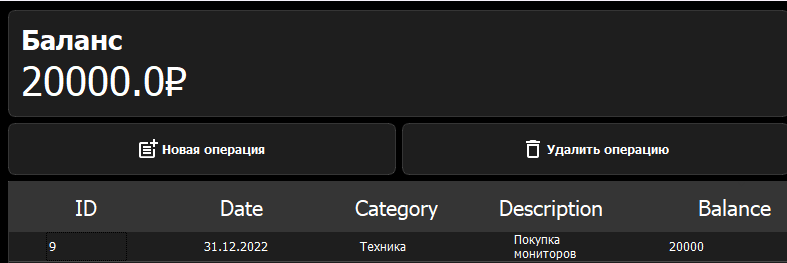 Баланс
20000.0₽
Новая операция Удалить операцию
ID Date Category Description Balance
9 31.12.2022 Техника Покупка мониторов 20000